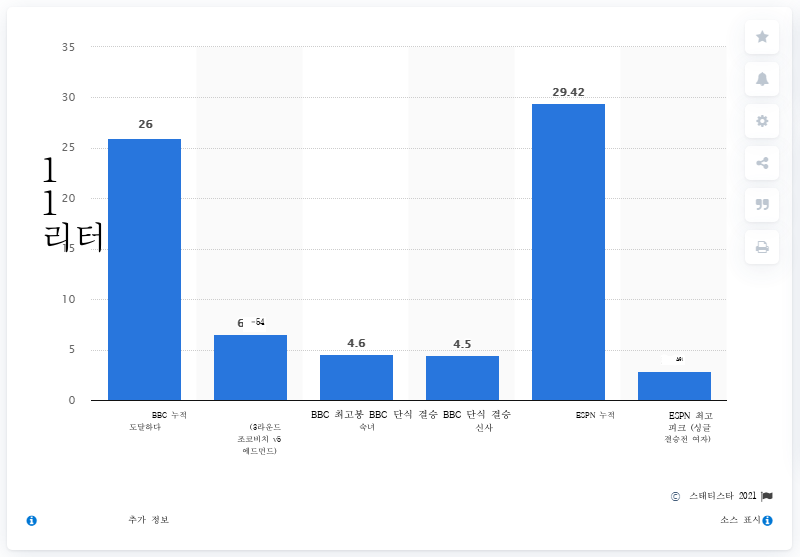 35
30
25
20
15
10
5
0
1
1
리터
26
6 -54
4.6
4.5
29.42
BBC 누적
도달하다
(3라운드
조코비치 v6
에드먼드)
BBC 최고봉 BBC 단식 결승 BBC 단식 결승
숙녀
신사
ESPN 누적
ESPN 최고
피크 (싱글
결승전 여자)
© 스태티스타 2021
추가 정보
소스 표시